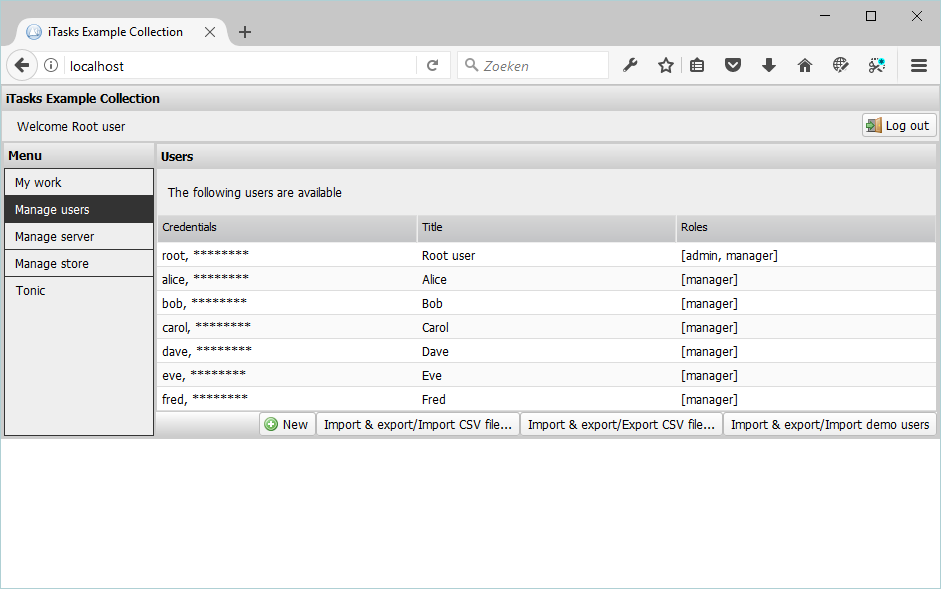 iTasks Example Collection
localhost
Zoeken
iTasks Example Collection
Welcome Root user
Log out
Menu
My work
Manage users
Manage server
Manage store
Tonic
Users
The following users are available
Credentials Title Roles
root, ******** Root user [admin, manager]
alice, ******** Alice [manager]
bob, ******** Bob [manager]
carol, ******** Carol [manager]
dave, ******** Dave [manager]
eve, ******** Eve [manager]
fred, ******** Fred [manager]
New Import & export/Import CSV file... Import & export/Export CSV file... Import & export/Import demo users